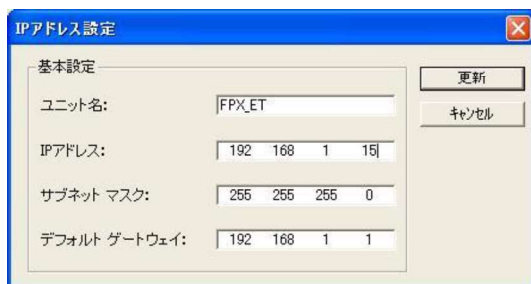 IPアドレス設定
基本設定
ユニット名: FPX_ET
IPアドレス: 192 168 1 15
サブネット マスク: 255 255 255 0
デフォルト ゲートウェイ: 192 168 1 1
更新
キャンセル